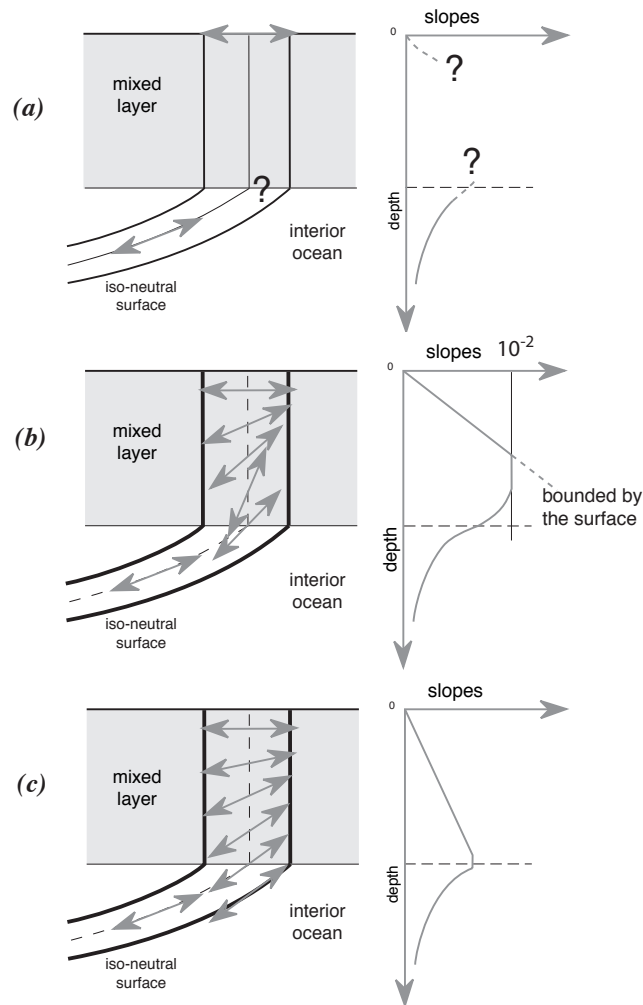 (a)
mixed
layer
?
interior
ocean
iso-neutral
surface
slopes
0
?
?
depth
(b)
mixed
layer
interior
ocean
iso-neutral
surface
slopes
10-2
0
bounded by
the surface
depth
(c)
mixed
layer
interior
ocean
iso-neutral
surface
slopes
0
depth